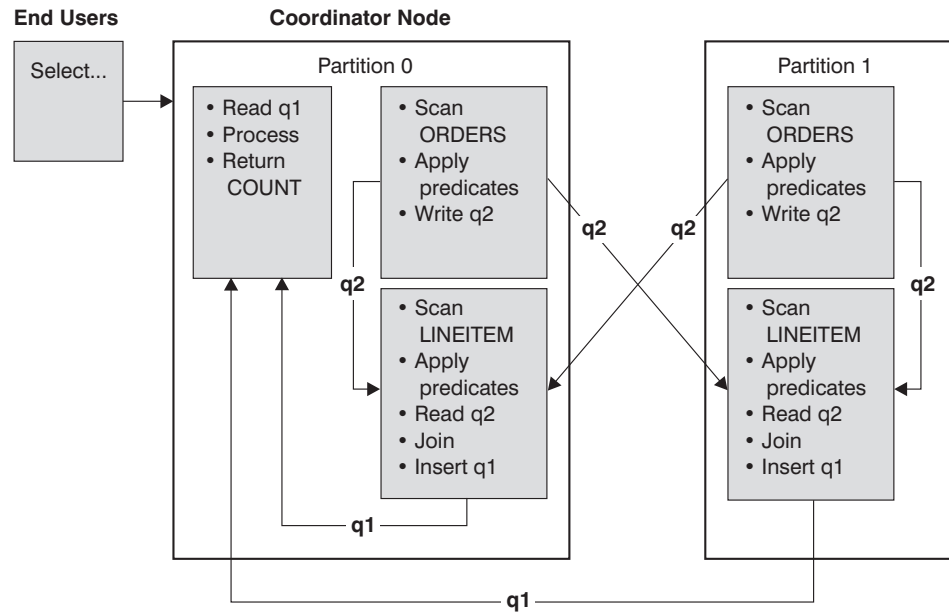 End Users
Coordinator Node
Select...
Partition 0
• Read q1
• Process
• Return
COUNT
• Scan
ORDERS
• Apply
predicates
• Write q2
q2
• Scan
LINEITEM
• Apply
predicates
• Read q2
• Join
• Insert q1
q1
q2
q2
Partition 1
• Scan
ORDERS
• Apply
predicates
• Write q2
q2
• Scan
LINEITEM
• Apply
predicates
• Read q2
• Join
• Insert q1
q1